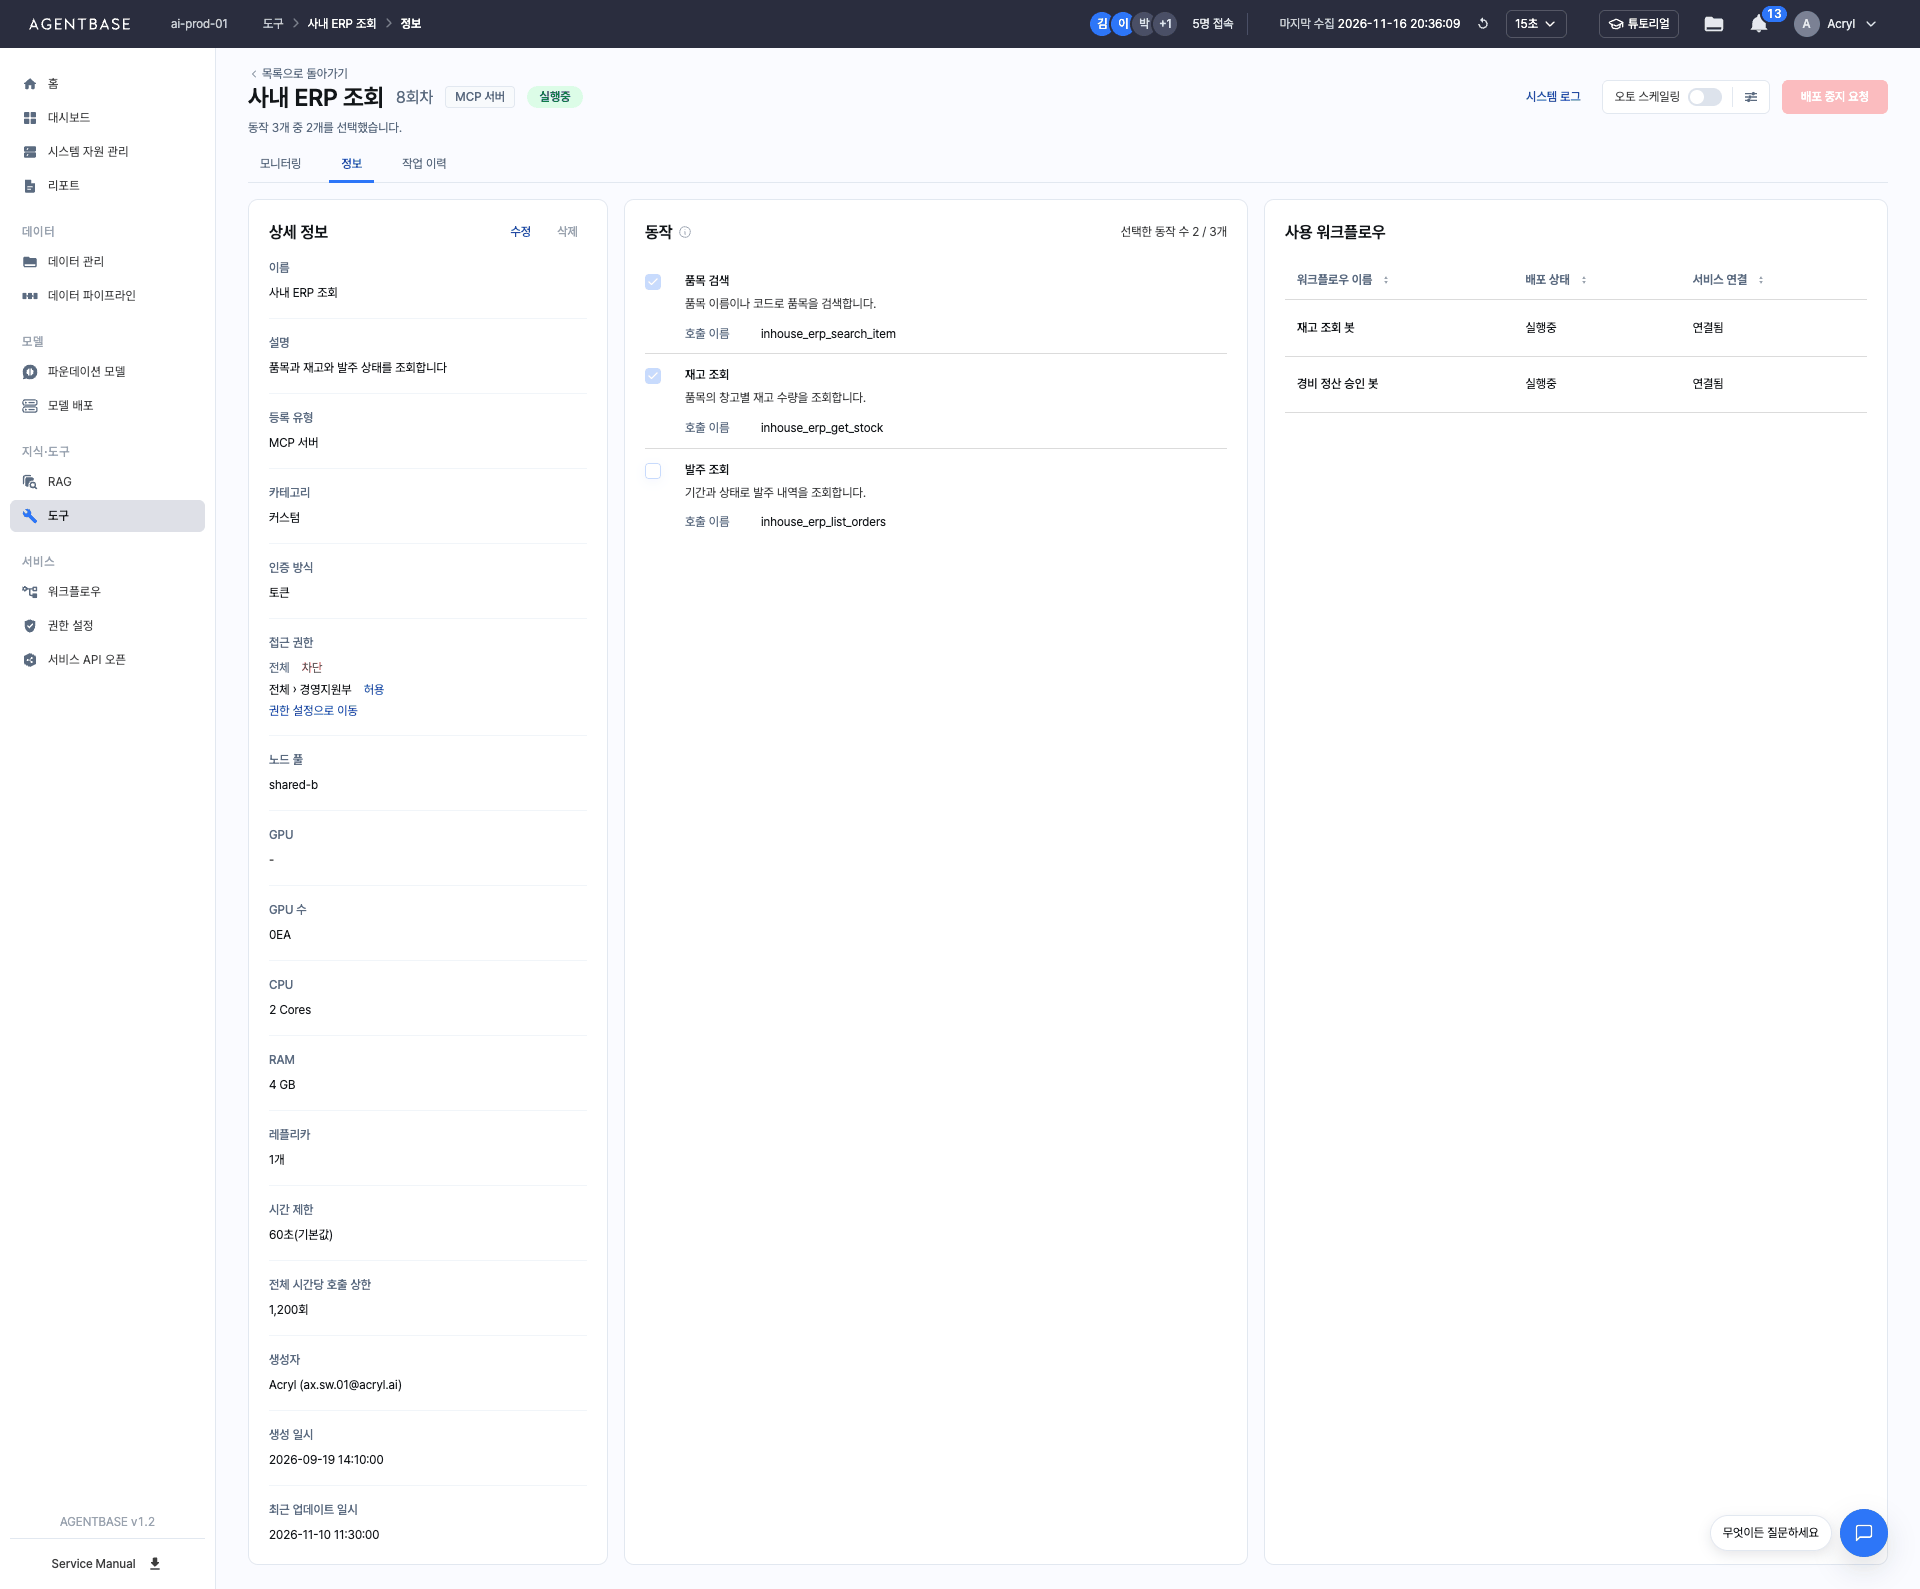 AGENTBASE
ai-prod-01
도구 > 사내 ERP 조회 > 정보
김 이 박 +1 5명 접속
마지막 수집 2026-11-16 20:36:09
15초
튜토리얼
13
A Acryl
홈
대시보드
시스템 자원 관리
리포트
데이터
데이터 관리
데이터 파이프라인
모델
파운데이션 모델
모델 배포
지식·도구
RAG
도구
서비스
워크플로우
권한 설정
서비스 API 오픈
AGENTBASE v1.2
Service Manual
목록으로 돌아가기
사내 ERP 조회 8회차 MCP 서버 실행중
동작 3개 중 2개를 선택했습니다.
시스템 로그
오토 스케일링
배포 중지 요청
모니터링 정보 작업 이력
상세 정보 수정 삭제
이름
사내 ERP 조회
설명
품목과 재고와 발주 상태를 조회합니다
등록 유형
MCP 서버
카테고리
커스텀
인증 방식
토큰
접근 권한
전체 차단
전체 › 경영지원부 허용
권한 설정으로 이동
노드 풀
shared-b
GPU
-
GPU 수
0EA
CPU
2 Cores
RAM
4 GB
레플리카
1개
시간 제한
60초(기본값)
전체 시간당 호출 상한
1,200회
생성자
Acryl (ax.sw.01@acryl.ai)
생성 일시
2026-09-19 14:10:00
최근 업데이트 일시
2026-11-10 11:30:00
동작 선택한 동작 수 2 / 3개
품목 검색
품목 이름이나 코드로 품목을 검색합니다.
호출 이름 inhouse_erp_search_item
재고 조회
품목의 창고별 재고 수량을 조회합니다.
호출 이름 inhouse_erp_get_stock
발주 조회
기간과 상태로 발주 내역을 조회합니다.
호출 이름 inhouse_erp_list_orders
사용 워크플로우
워크플로우 이름 배포 상태 서비스 연결
재고 조회 봇 실행중 연결됨
경비 정산 승인 봇 실행중 연결됨
무엇이든 질문하세요